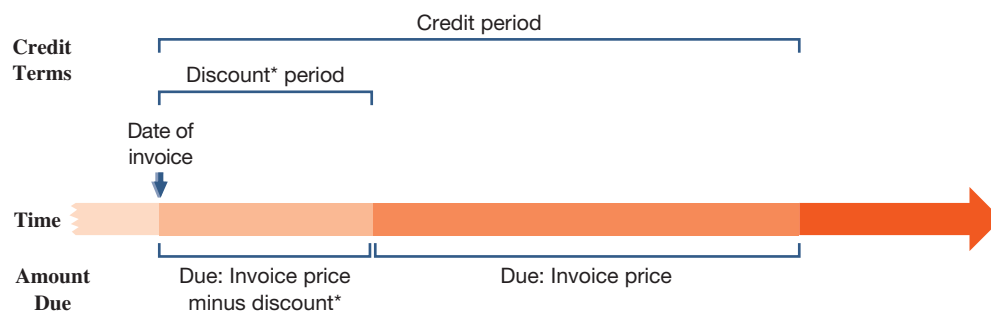 Credit period
Credit
Terms
Discount* period
Date of
invoice
Time
Amount
Due
Due: Invoice price
minus discount*
Due: Invoice price